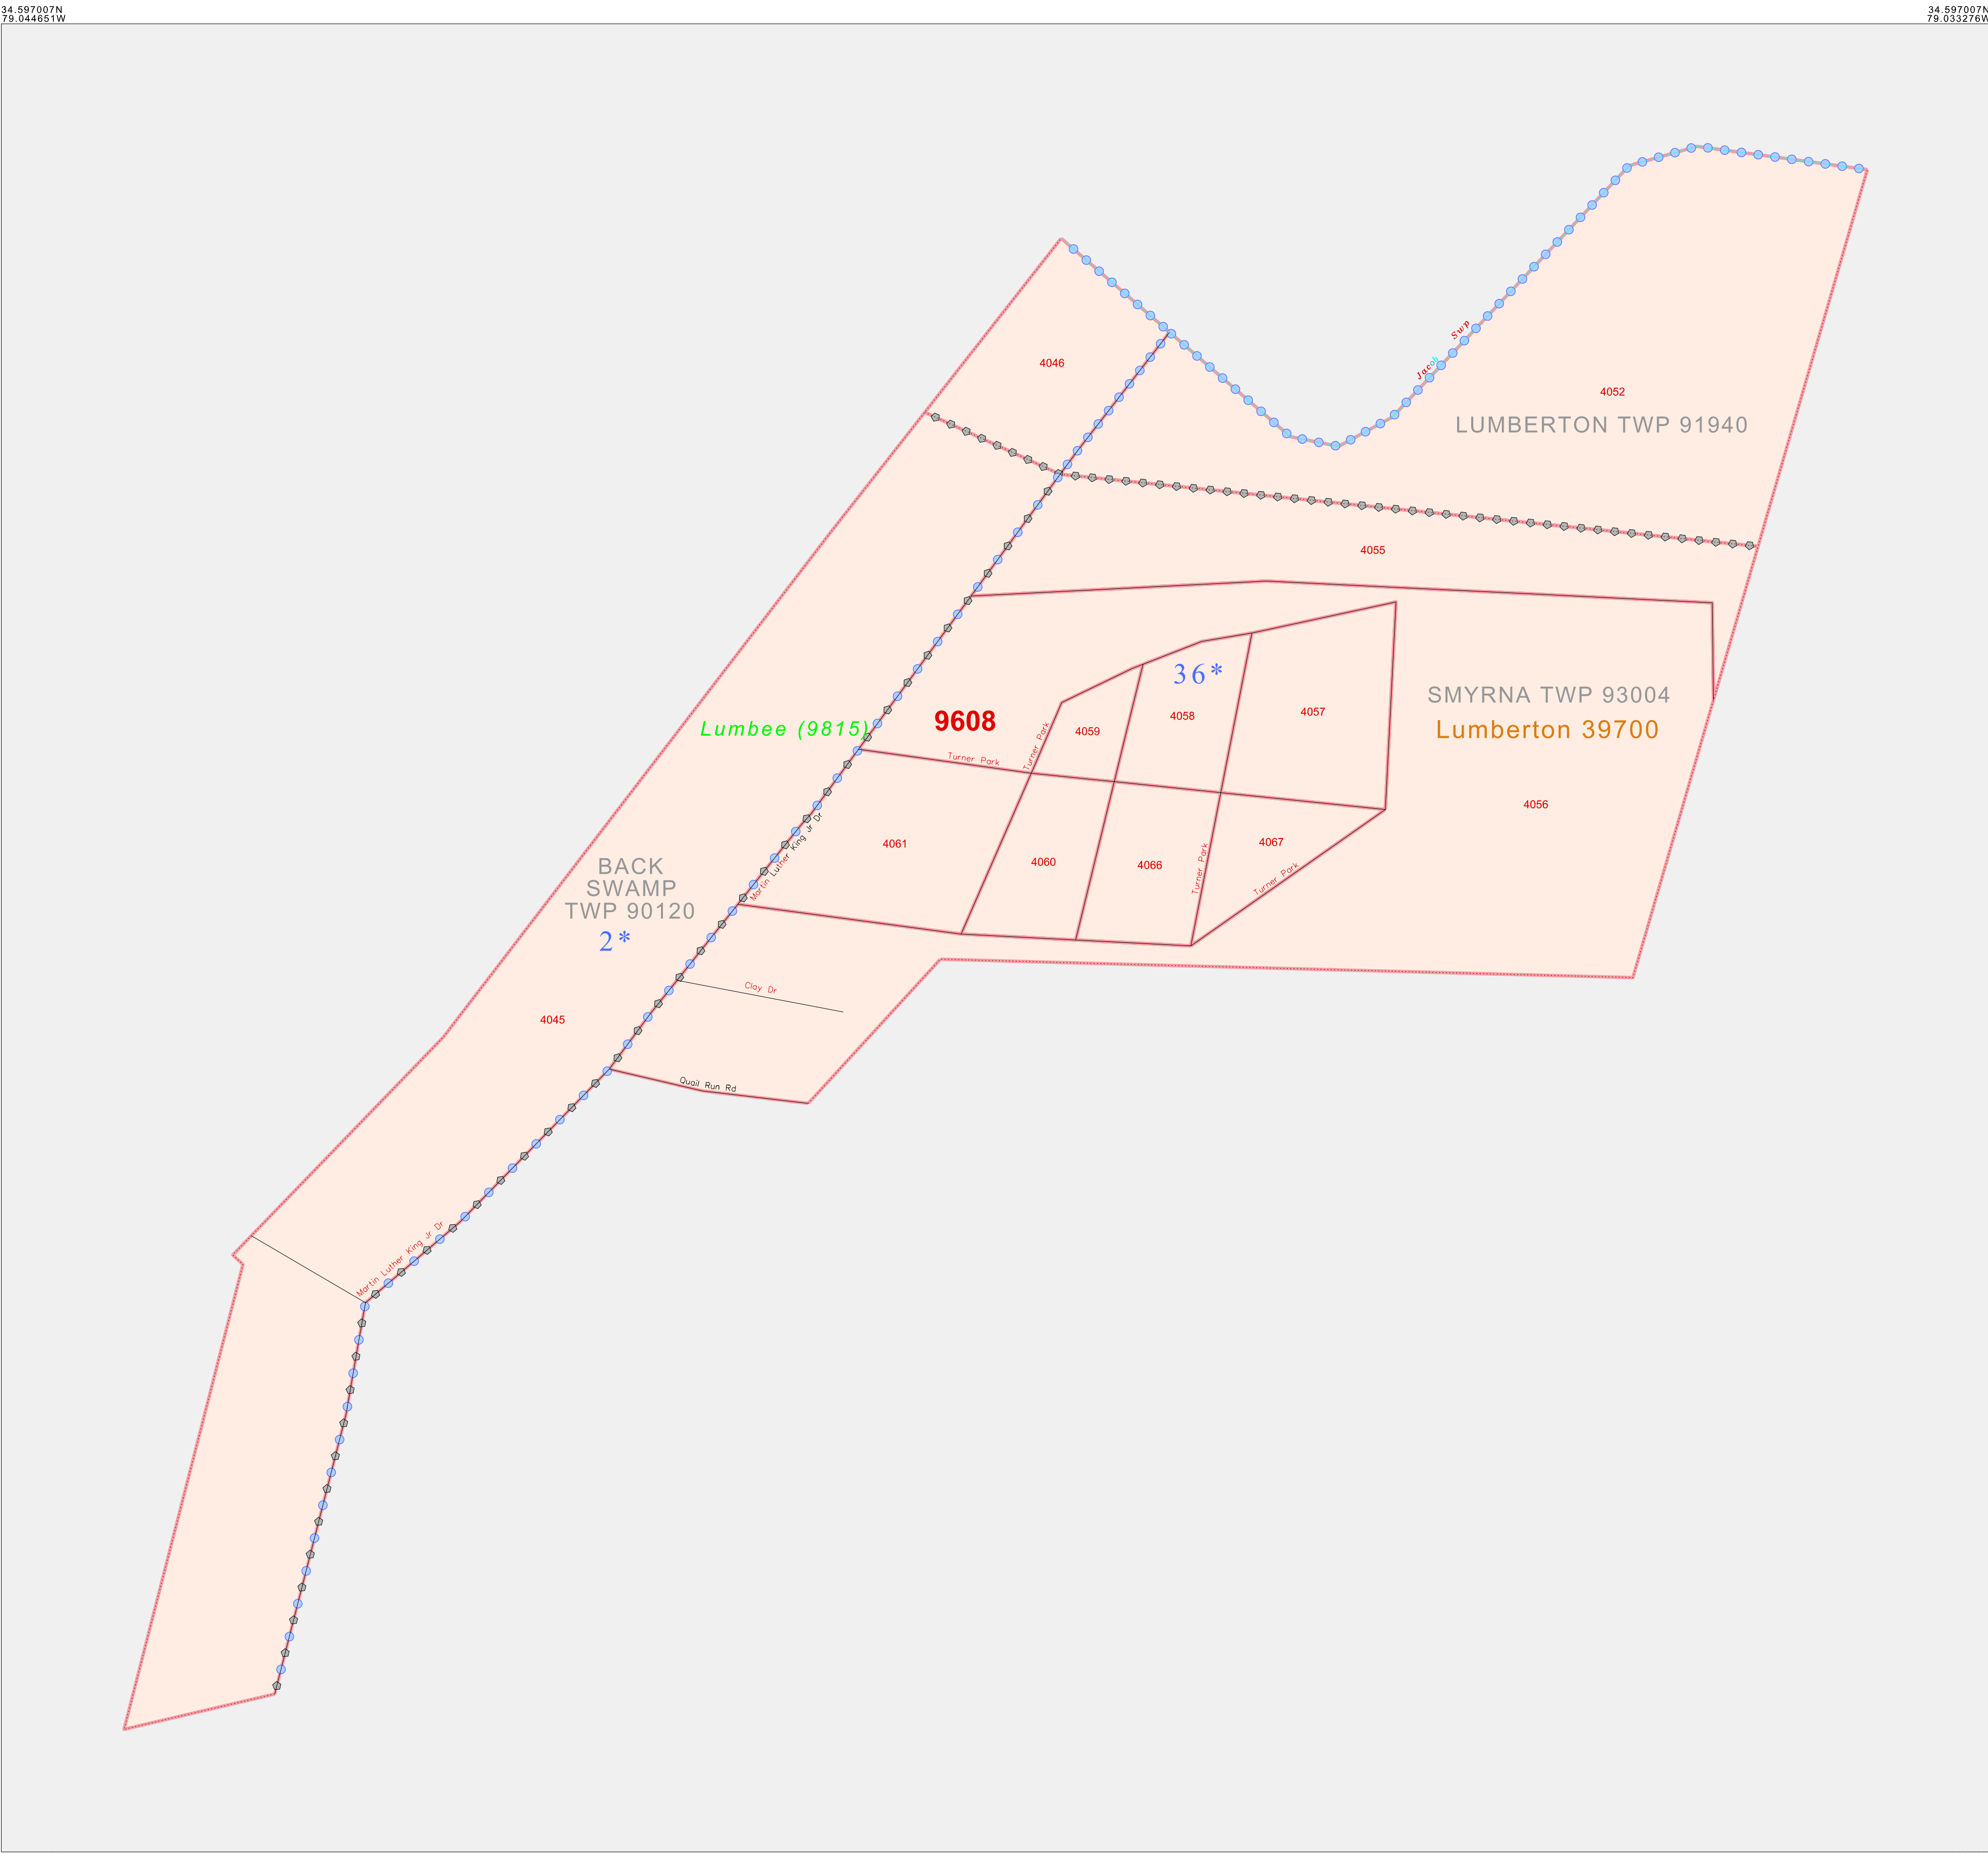 34.597007N
79.044651W
34.597007N
79.033276W
Jacob Swp
4046
4052
LUMBERTON TWP 91940
4055
36*
SMYRNA TWP 93004
Lumberton 39700
Lumbee (9815)
9608
4059
4058
4057
Turner Park
Turner Park
4056
Martin Luther King Jr Dr
4061
4060
4066
4067
Turner Park
Turner Park
BACK
SWAMP
TWP 90120
2*
Clay Dr
4045
Quail Run Rd
Martin Luther King Jr Dr